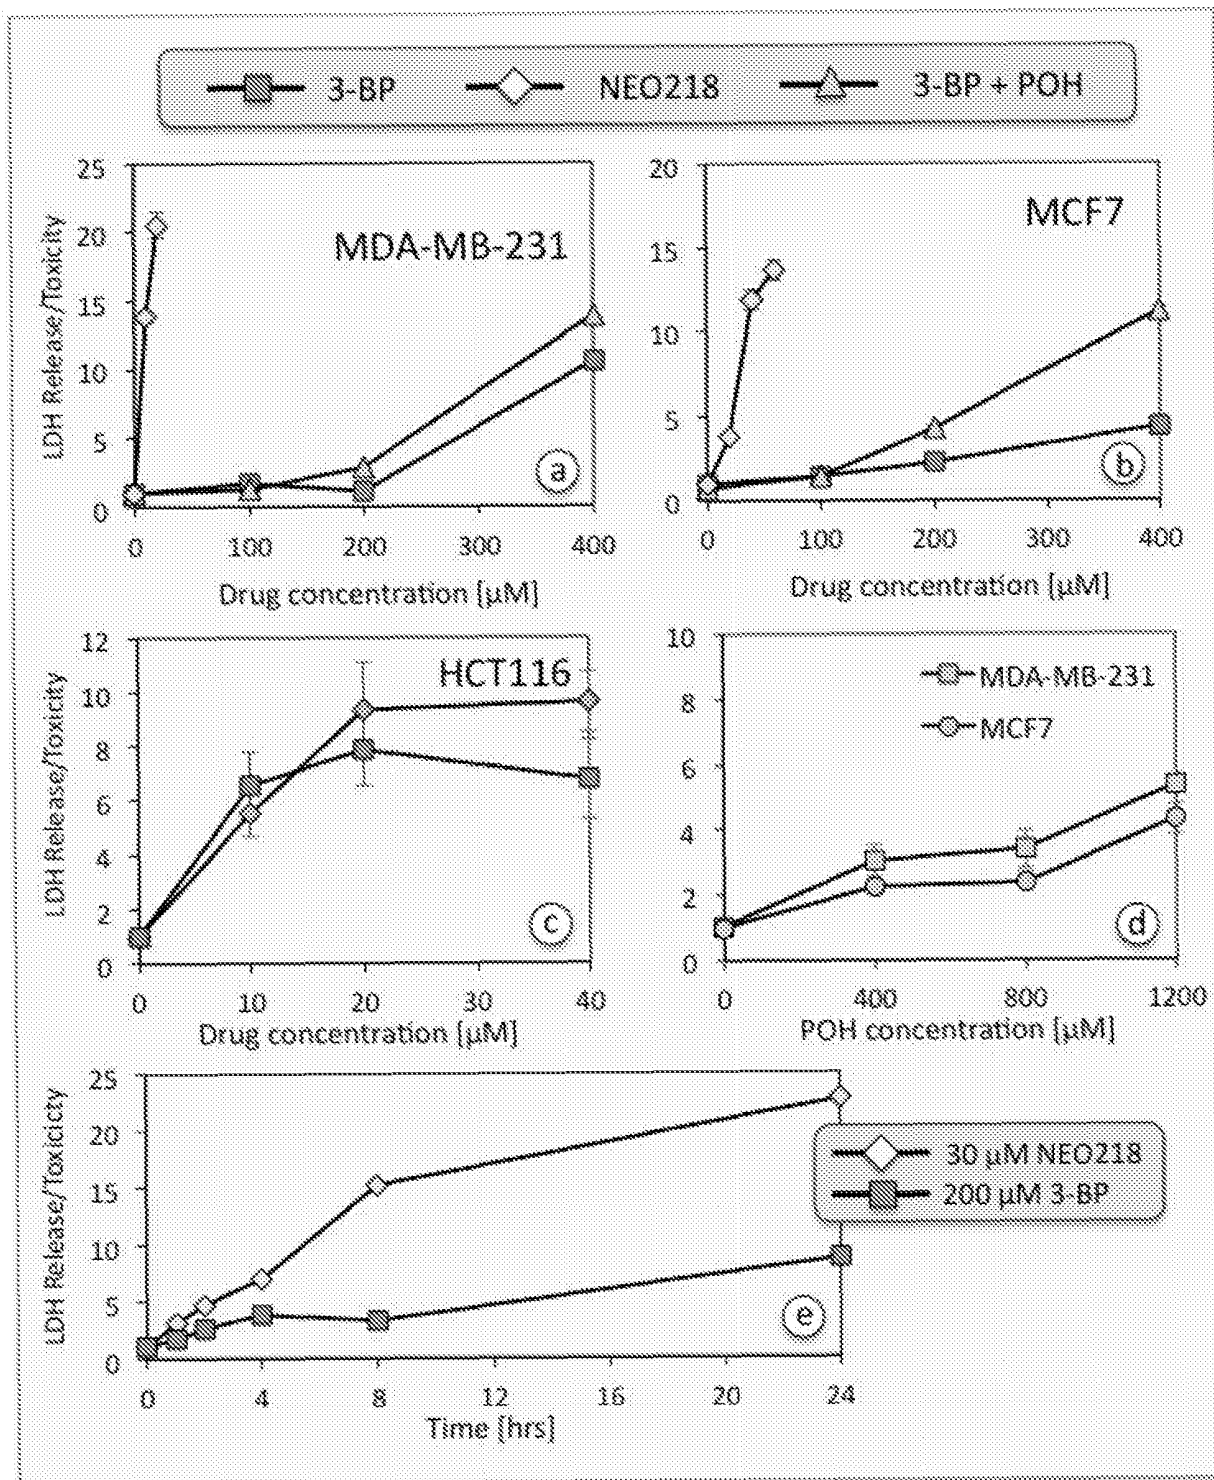 3-BP NEO218 3-BP + POH
25
20
15
10
5
0
LDH Release/Toxicity
MDA-MB-231
a
0 100 200 300 400
Drug concentration [µM]
20
15
10
5
0
MCF7
b
0 100 200 300 400
Drug concentration [µM]
12
10
8
6
4
2
0
LDH Release/Toxicity
HCT116
c
0 10 20 40
Drug concentration [µM]
10
8
6
4
2
0
MDA-MB-231
MCF7
d
0 400 800 1200
POH concentration [µM]
25
20
15
10
5
0
LDH Release/Toxicicty
30 µM NEO218
200 µM 3-BP
e
0 4 8 12 16 20 24
Time [hrs]